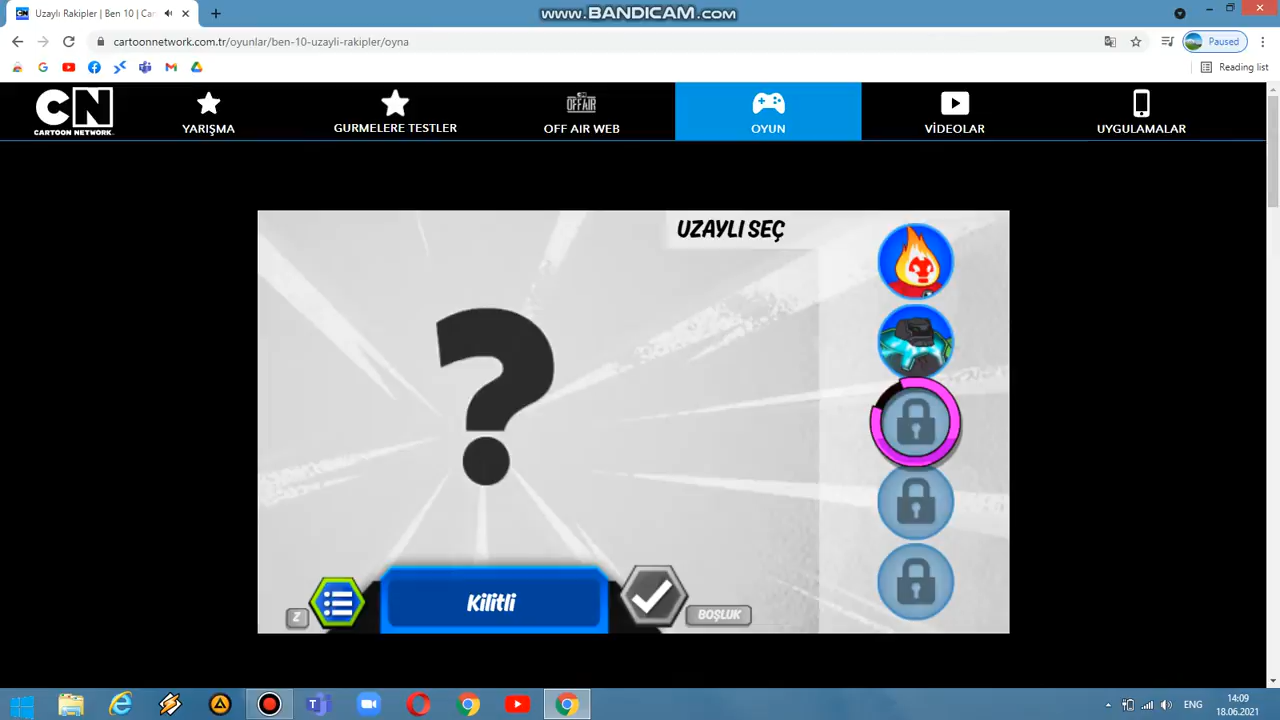 www.BANDICAM.com
Uzaylı Rakipler | Ben 10 | Ca
cartoonnetwork.com.tr/oyunlar/ben-10-uzayli-rakipler/oyna
Paused
Reading list
CN
CARTOON NETWORK
YARIŞMA
GURMELERE TESTLER
OFFAIR
OFF AIR WEB
OYUN
VİDEOLAR
UYGULAMALAR
UZAYLI SEÇ
Z
Kilitli
BOŞLUK
ENG
14:09
18.06.2021